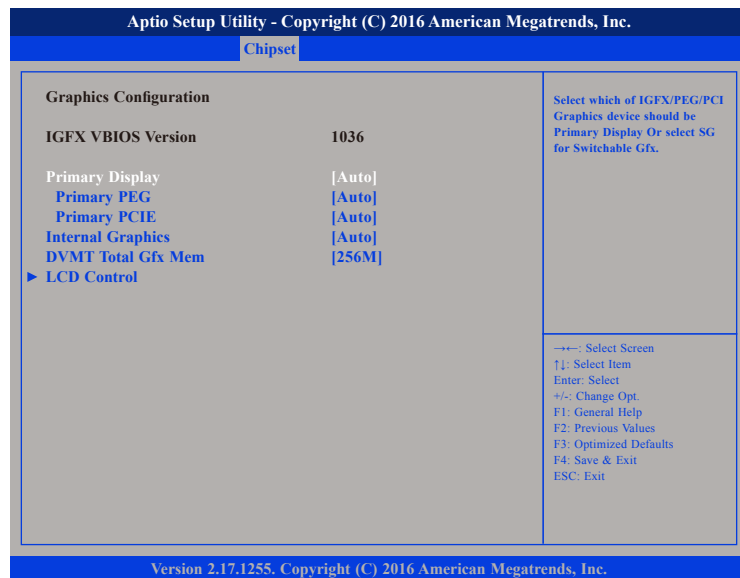 Aptio Setup Utility - Copyright (C) 2016 American Megatrends, Inc.
Chipset
Graphics Configuration
IGFX VBIOS Version 1036
Primary Display [Auto]
Primary PEG [Auto]
Primary PCIE [Auto]
Internal Graphics [Auto]
DVMT Total Gfx Mem [256M]
► LCD Control
Select which of IGFX/PEG/PCI
Graphics device should be
Primary Display Or select SG
for Switchable Gfx.
→←: Select Screen
↑↓: Select Item
Enter: Select
+/-: Change Opt.
F1: General Help
F2: Previous Values
F3: Optimized Defaults
F4: Save & Exit
ESC: Exit
Version 2.17.1255. Copyright (C) 2016 American Megatrends, Inc.